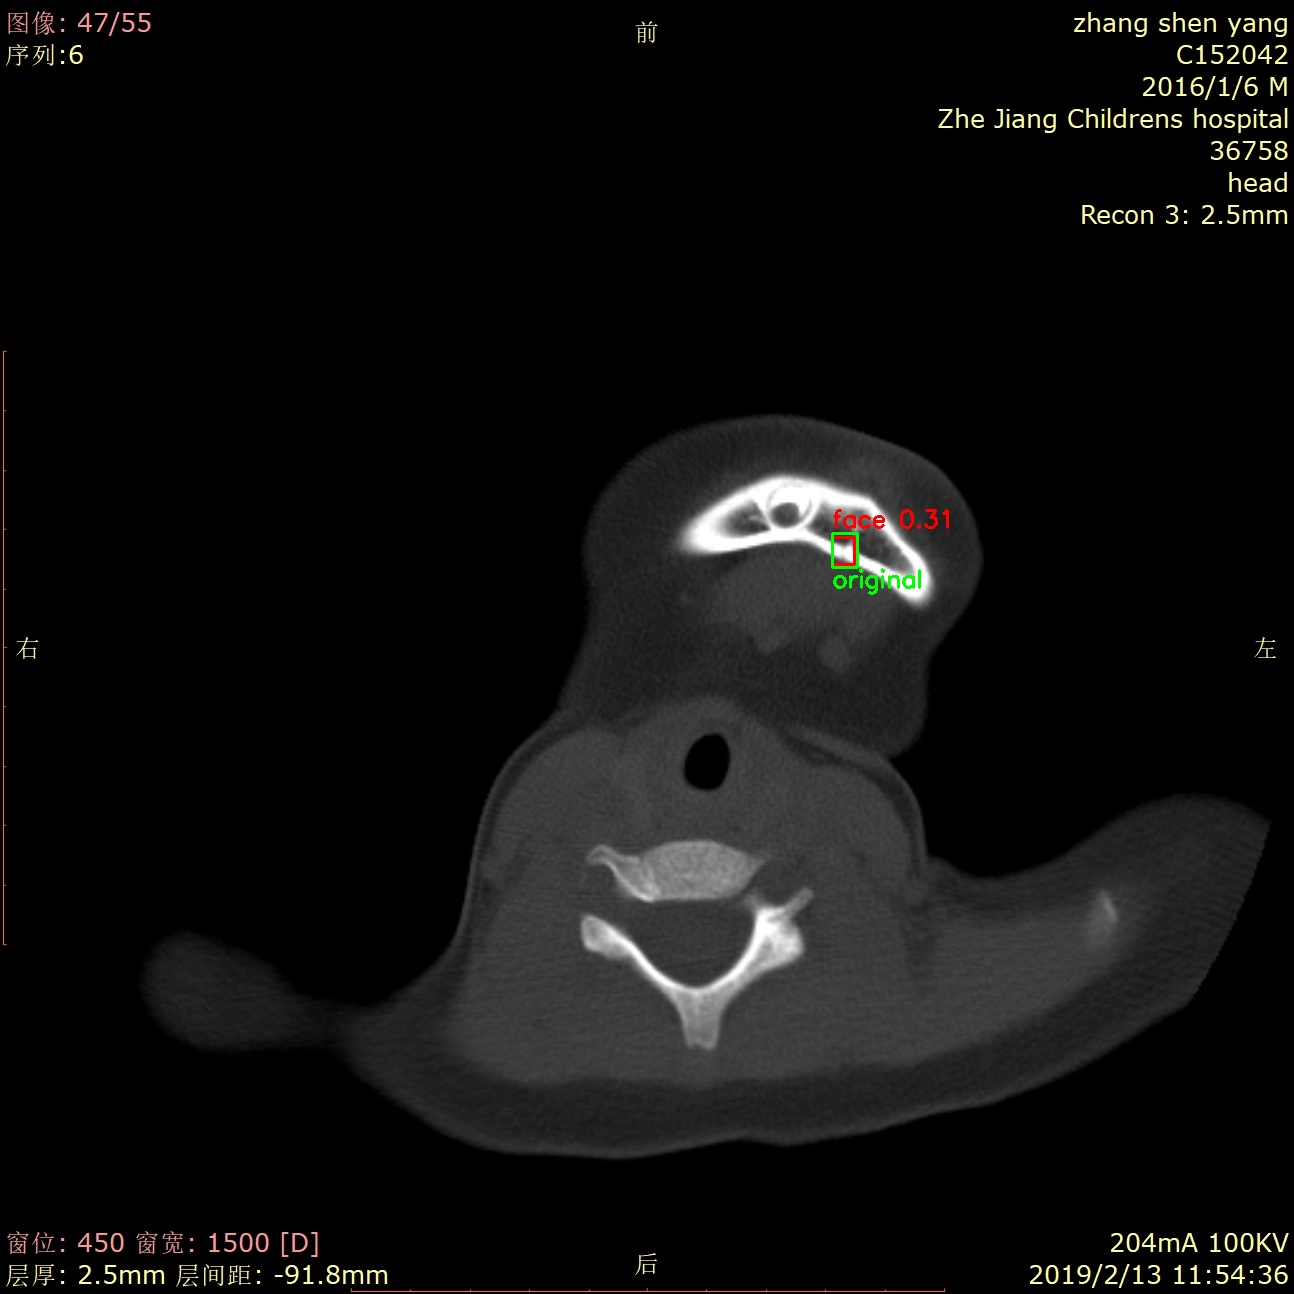 图像: 47/55
序列:6
前
zhang shen yang
C152042
2016/1/6 M
Zhe Jiang Childrens hospital
36758
head
Recon 3: 2.5mm
face 0.31
original
右
左
窗位: 450 窗宽: 1500 [D]
层厚: 2.5mm 层间距: -91.8mm
后
204mA 100KV
2019/2/13 11:54:36